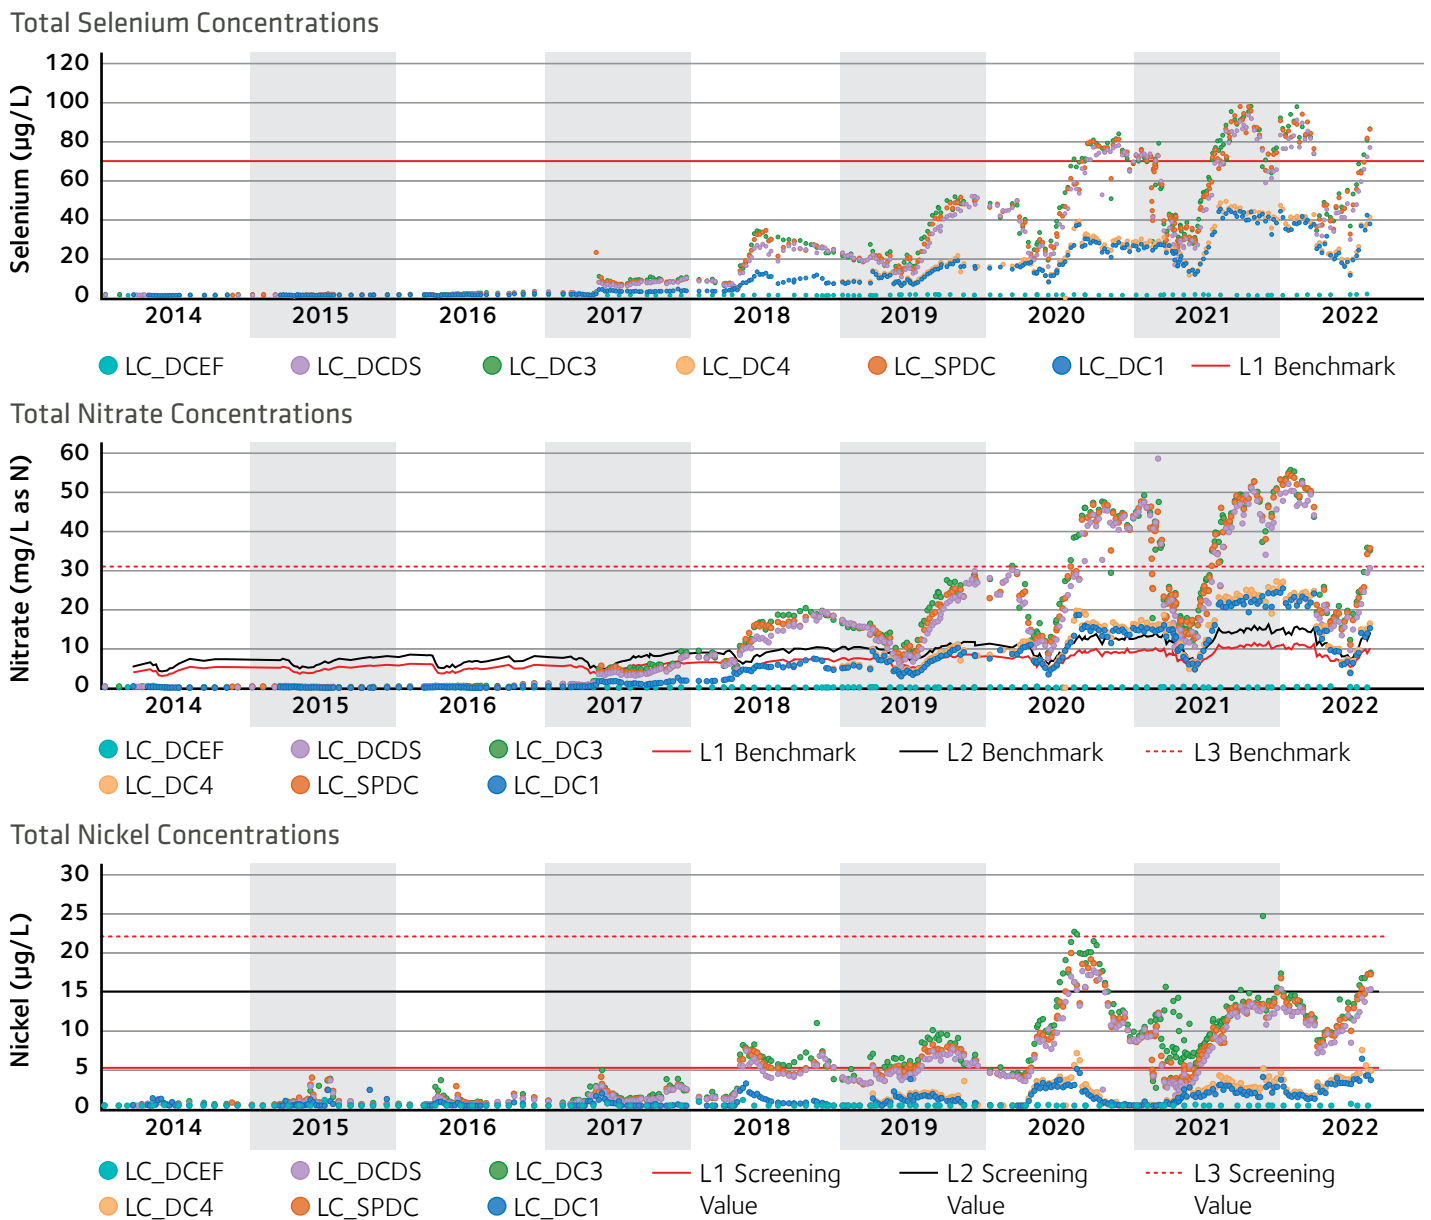 Total Selenium Concentrations
Selenium (µg/L)
120
100
80
60
40
20
0
2014 2015 2016 2017 2018 2019 2020 2021 2022
LC_DCEF LC_DCDS LC_DC3 LC_DC4 LC_SPDC LC_DC1 L1 Benchmark
Total Nitrate Concentrations
Nitrate (mg/L as N)
60
50
40
30
20
10
0
2014 2015 2016 2017 2018 2019 2020 2021 2022
LC_DCEF LC_DCDS LC_DC3 L1 Benchmark L2 Benchmark L3 Benchmark
LC_DC4 LC_SPDC LC_DC1
Total Nickel Concentrations
Nickel (µg/L)
30
25
20
15
10
5
0
2014 2015 2016 2017 2018 2019 2020 2021 2022
LC_DCEF LC_DCDS LC_DC3 L1 Screening L2 Screening L3 Screening
LC_DC4 LC_SPDC LC_DC1 Value Value Value